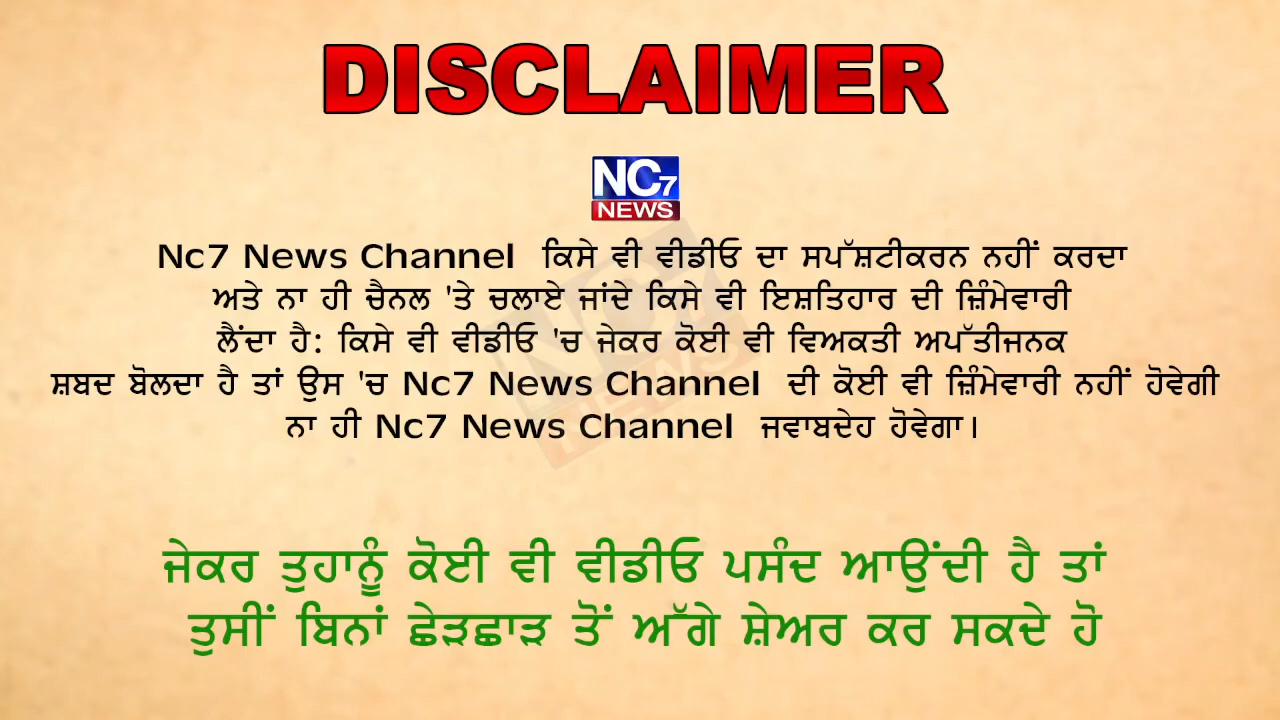 DISCLAIMER
NC7
NEWS
Nc7 News Channel ਕਿਸੇ ਵੀ ਵੀਡੀਓ ਦਾ ਸਪੱਸ਼ਟੀਕਰਨ ਨਹੀਂ ਕਰਦਾ
ਅਤੇ ਨਾ ਹੀ ਚੈਨਲ 'ਤੇ ਚਲਾਏ ਜਾਂਦੇ ਕਿਸੇ ਵੀ ਇਸ਼ਤਿਹਾਰ ਦੀ ਜ਼ਿੰਮੇਵਾਰੀ
ਲੈਂਦਾ ਹੈ: ਕਿਸੇ ਵੀ ਵੀਡੀਓ 'ਚ ਜੇਕਰ ਕੋਈ ਵੀ ਵਿਅਕਤੀ ਅਪੱਤੀਜਨਕ
ਸ਼ਬਦ ਬੋਲਦਾ ਹੈ ਤਾਂ ਉਸ 'ਚ Nc7 News Channel ਦੀ ਕੋਈ ਵੀ ਜ਼ਿੰਮੇਵਾਰੀ ਨਹੀਂ ਹੋਵੇਗੀ
ਨਾ ਹੀ Nc7 News Channel ਜਵਾਬਦੇਹ ਹੋਵੇਗਾ।
ਜੇਕਰ ਤੁਹਾਨੂੰ ਕੋਈ ਵੀ ਵੀਡੀਓ ਪਸੰਦ ਆਉਂਦੀ ਹੈ ਤਾਂ
ਤੁਸੀਂ ਬਿਨਾਂ ਛੇੜਛਾੜ ਤੋਂ ਅੱਗੇ ਸ਼ੇਅਰ ਕਰ ਸਕਦੇ ਹੋ